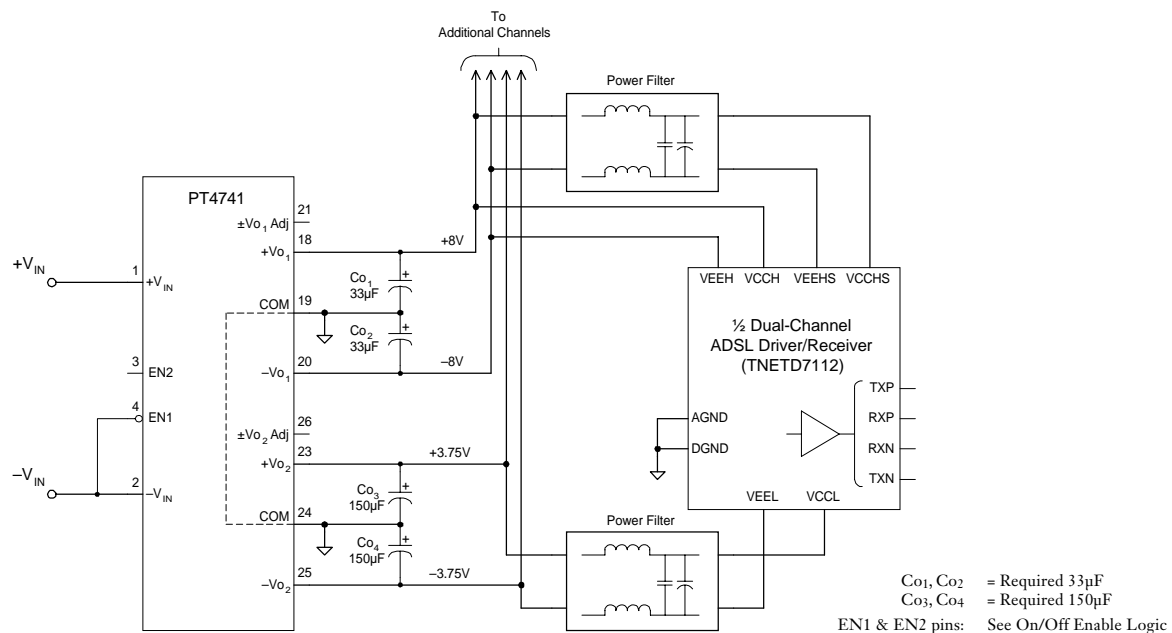 To
Additional Channels
Power Filter
PT4741
21
±Vo1 Adj
18
+Vo1
+8V
+VIN
1
+VIN
Co1
33µF
+
COM
19
Co2
33µF
+
3
EN2
20
–Vo1
–8V
4
EN1
26
±Vo2 Adj
23
+Vo2
+3.75V
–VIN
2
–VIN
Co3
150µF
+
COM
24
Co4
150µF
+
25
–Vo2
–3.75V
VEEH VCCH VEEHS VCCHS
½ Dual-Channel
ADSL Driver/Receiver
(TNETD7112)
TXP
AGND
RXP
DGND
RXN
TXN
VEEL VCCL
Power Filter
Co1, Co2 = Required 33µF
Co3, Co4 = Required 150µF
EN1 & EN2 pins: See On/Off Enable Logic